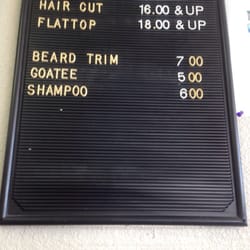 HAIR CUT 16.00 & UP
FLATTOP 18.00 & UP
BEARD TRIM 7 00
GOATEE 5 00
SHAMPOO 6 00